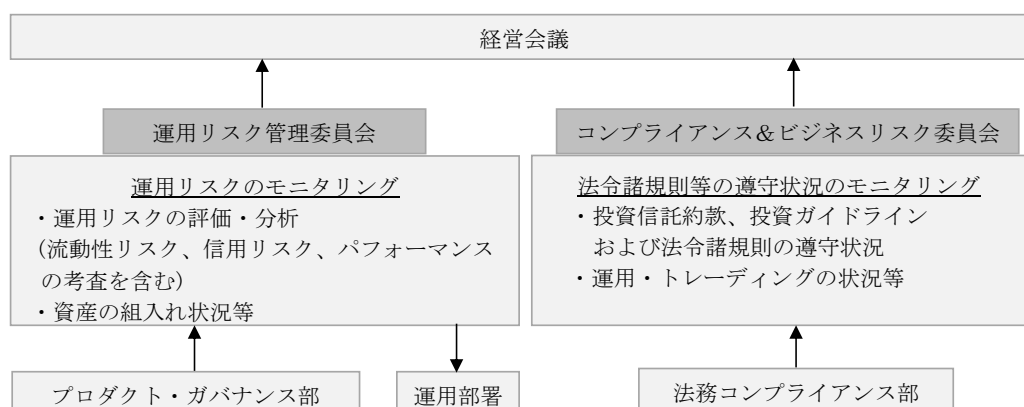 経営会議
運用リスク管理委員会
運用リスクのモニタリング
・運用リスクの評価・分析
(流動性リスク、信用リスク、パフォーマンス
の考査を含む)
・資産の組入れ状況等
コンプライアンス&ビジネスリスク委員会
法令諸規則等の遵守状況のモニタリング
・投資信託約款、投資ガイドライン
および法令諸規則の遵守状況
・運用・トレーディングの状況等
プロダクト・ガバナンス部
運用部署
法務コンプライアンス部